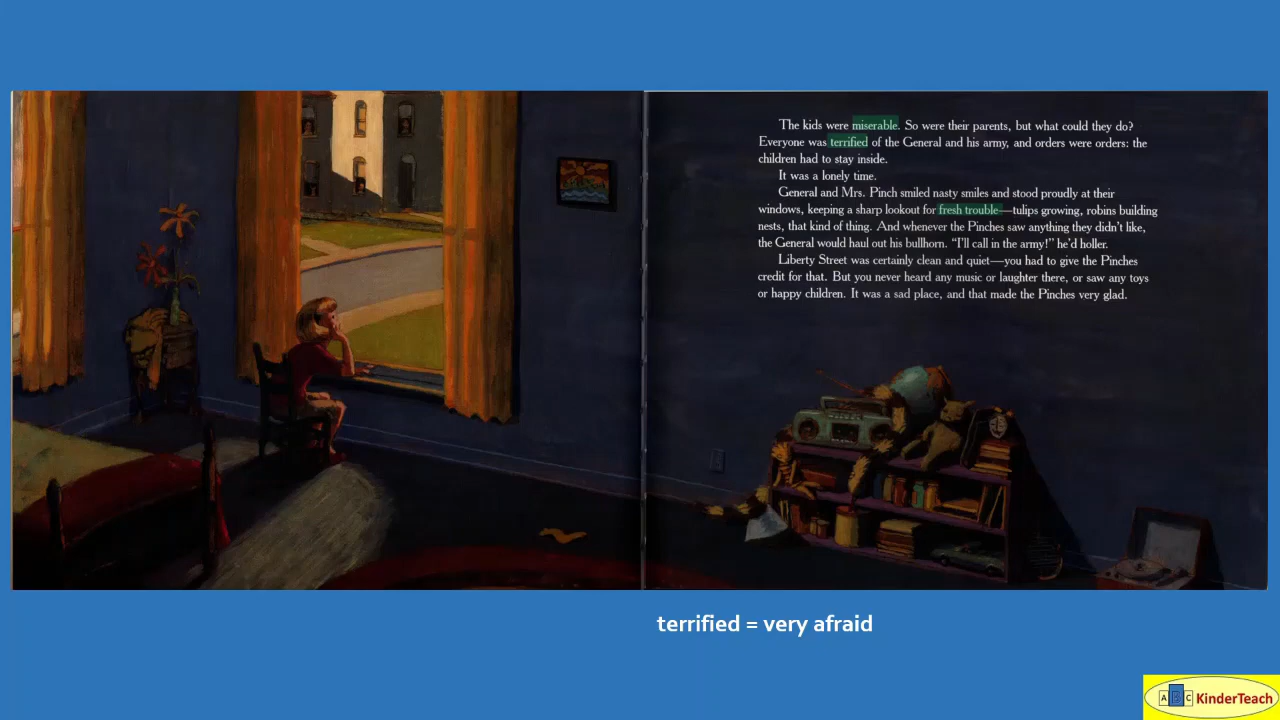 The kids were miserable. So were their parents, but what could they do?
Everyone was terrified of the General and his army, and orders were orders: the
children had to stay inside.
It was a lonely time.
General and Mrs. Pinch smiled nasty smiles and stood proudly at their
windows, keeping a sharp lookout for fresh trouble—tulips growing, robins building
nests, that kind of thing. And whenever the Pinches saw anything they didn't like,
the General would haul out his bullhorn. “I'll call in the army!” he'd holler.
Liberty Street was certainly clean and quiet—you had to give the Pinches
credit for that. But you never heard any music or laughter there, or saw any toys
or happy children. It was a sad place, and that made the Pinches very glad.
terrified = very afraid
ABC KinderTeach